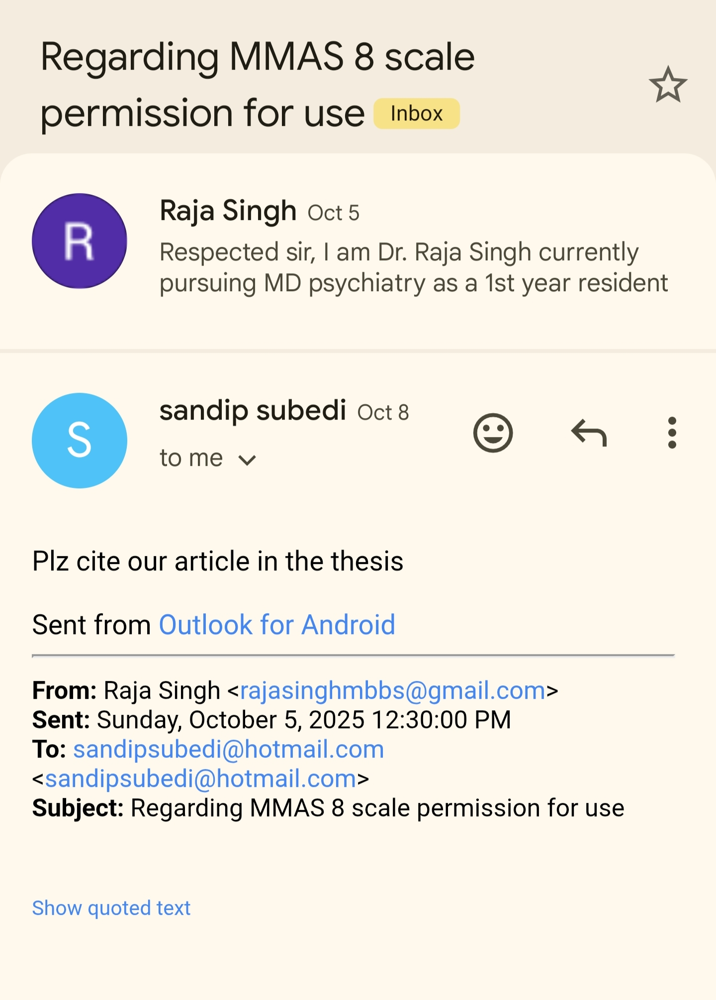 Regarding MMAS 8 scale
permission for use Inbox
R
Raja Singh Oct 5
Respected sir, I am Dr. Raja Singh currently
pursuing MD psychiatry as a 1st year resident
S
sandip subedi Oct 8
to me
Plz cite our article in the thesis
Sent from Outlook for Android
From: Raja Singh <rajasinghmbbs@gmail.com>
Sent: Sunday, October 5, 2025 12:30:00 PM
To: sandipsubedi@hotmail.com
<sandipsubedi@hotmail.com>
Subject: Regarding MMAS 8 scale permission for use
Show quoted text